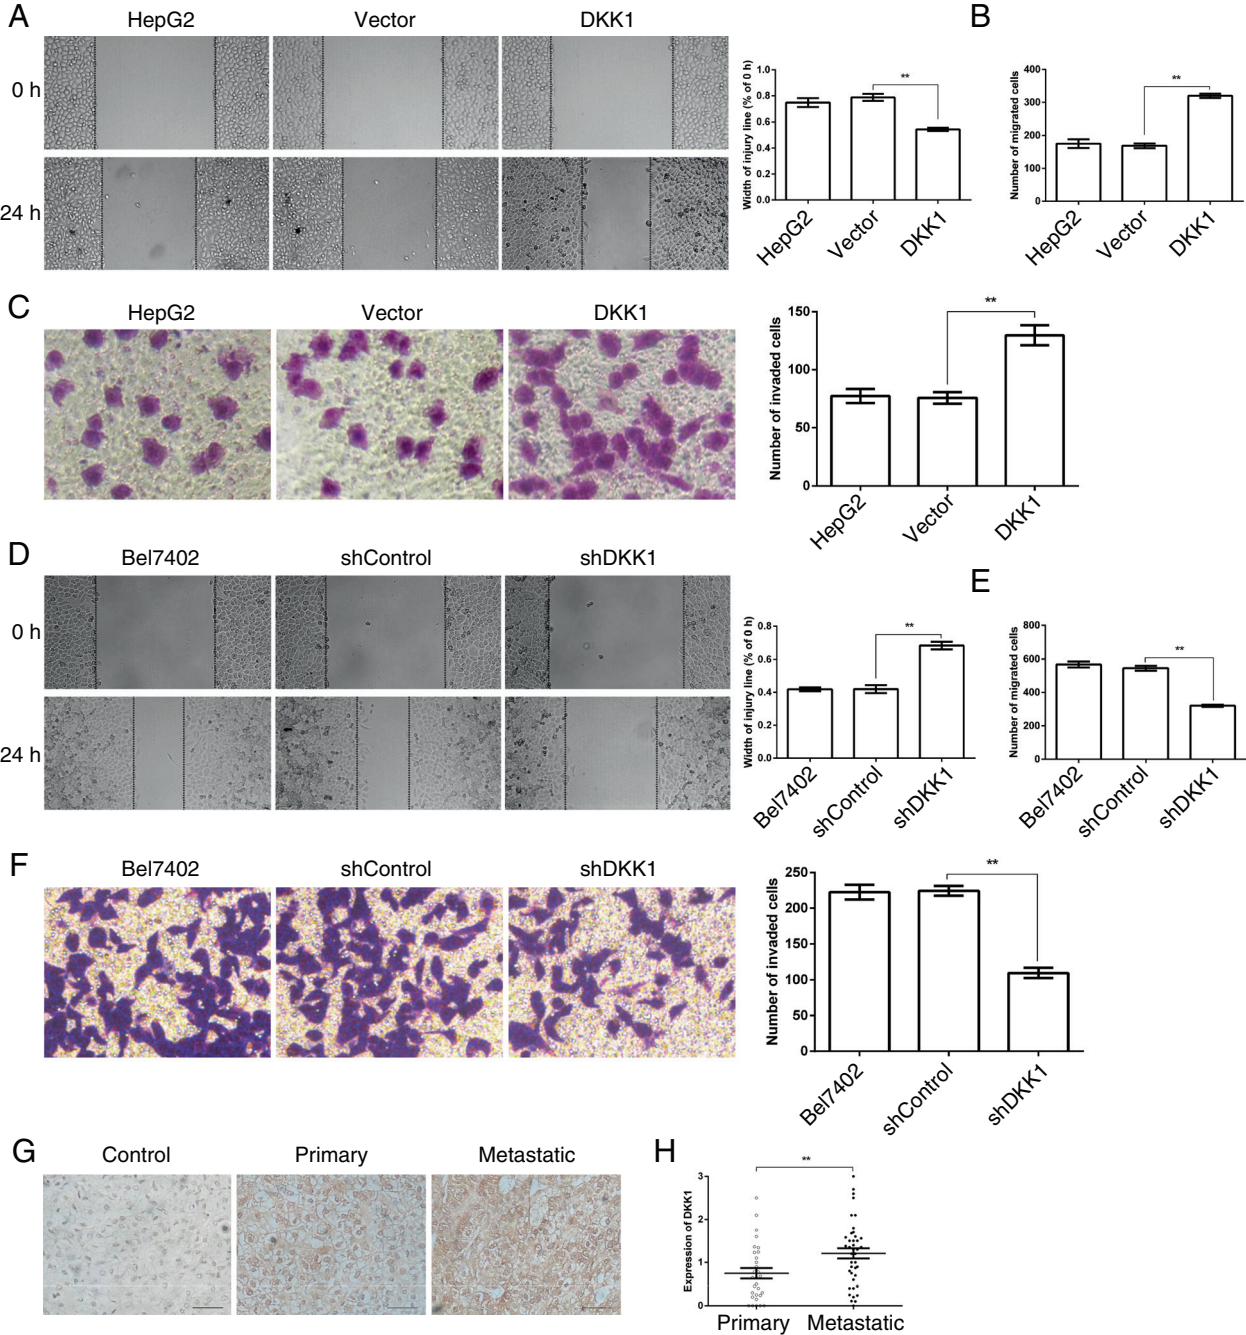 A
HepG2
Vector
DKK1
0 h
24 h
Width of injury line (% of 0 h)
1.0
0.8
0.6
0.4
0.2
0.0
**
HepG2
Vector
DKK1
B
Number of migrated cells
400
300
200
100
0
**
HepG2
Vector
DKK1
C
HepG2
Vector
DKK1
Number of invaded cells
150
100
50
0
**
HepG2
Vector
DKK1
D
Bel7402
shControl
shDKK1
0 h
24 h
Width of injury line (% of 0 h)
0.8
0.6
0.4
0.2
0.0
**
Bel7402
shControl
shDKK1
E
Number of migrated cells
800
600
400
200
0
**
Bel7402
shControl
shDKK1
F
Bel7402
shControl
shDKK1
Number of invaded cells
250
200
150
100
50
0
**
Bel7402
shControl
shDKK1
G
Control
Primary
Metastatic
H
Expression of DKK1
3
2
1
0
**
Primary
Metastatic